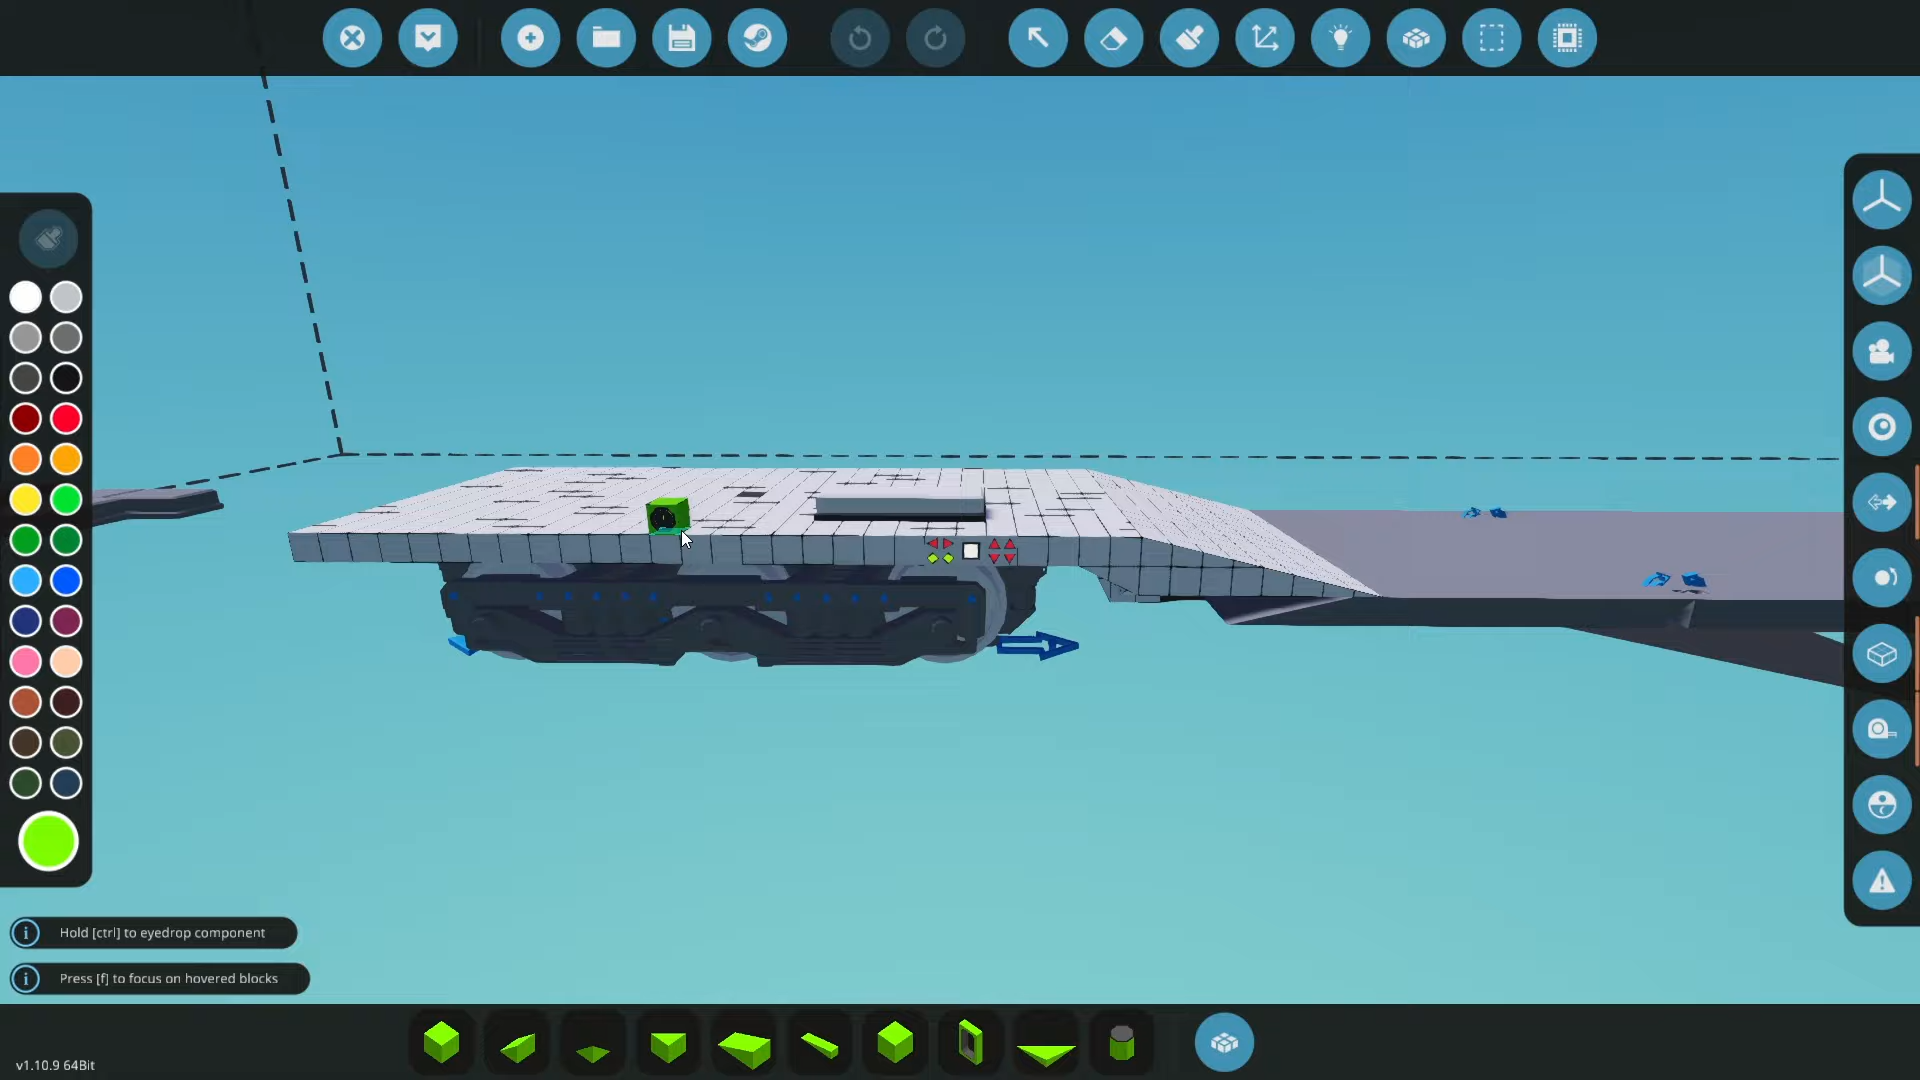 Hold [ctrl] to eyedrop component
Press [f] to focus on hovered blocks
v1.10.9 64Bit